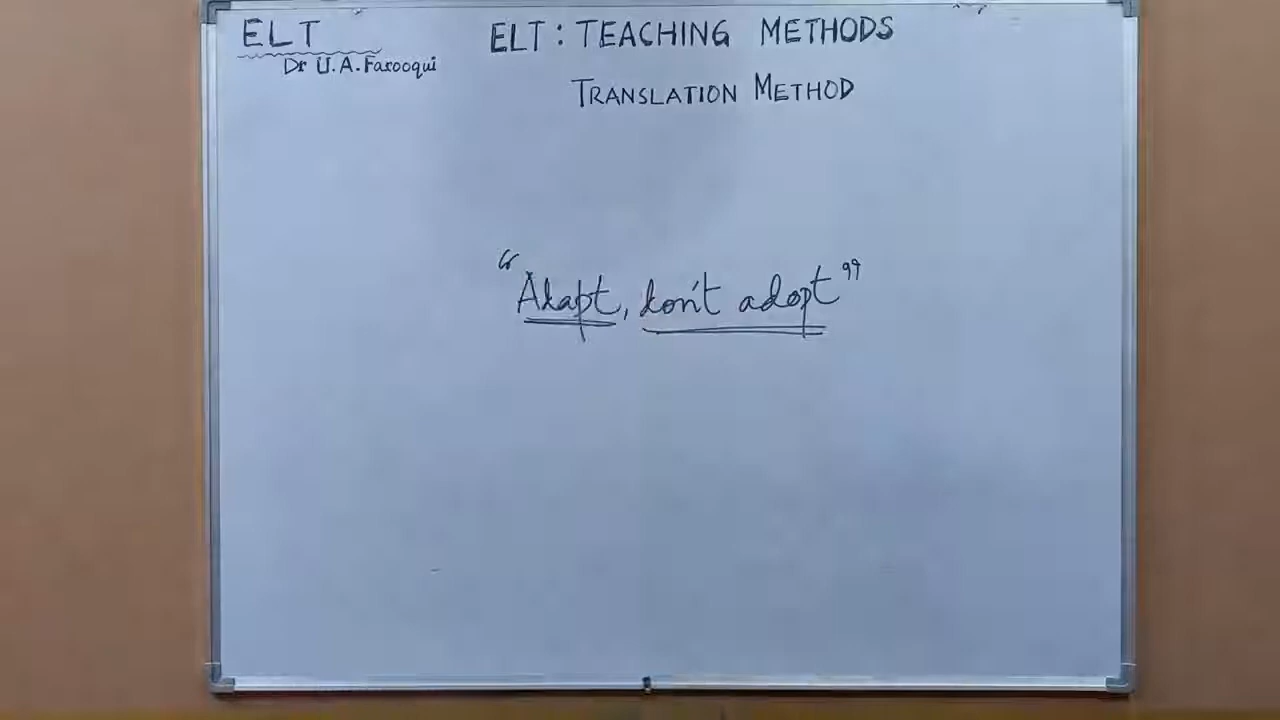 ELT
Dr U.A. Farooqui
ELT : TEACHING METHODS
TRANSLATION METHOD
"Adapt, don't adopt"